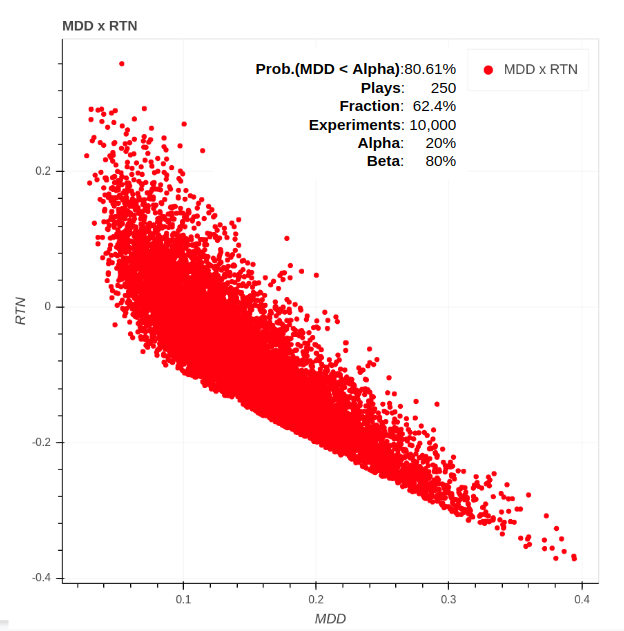 MDD x RTN
Prob.(MDD < Alpha):80.61%
Plays: 250
Fraction: 62.4%
Experiments: 10,000
Alpha: 20%
Beta: 80%
MDD x RTN
0.2
0
-0.2
-0.4
RTN
0.1 0.2 0.3 0.4
MDD